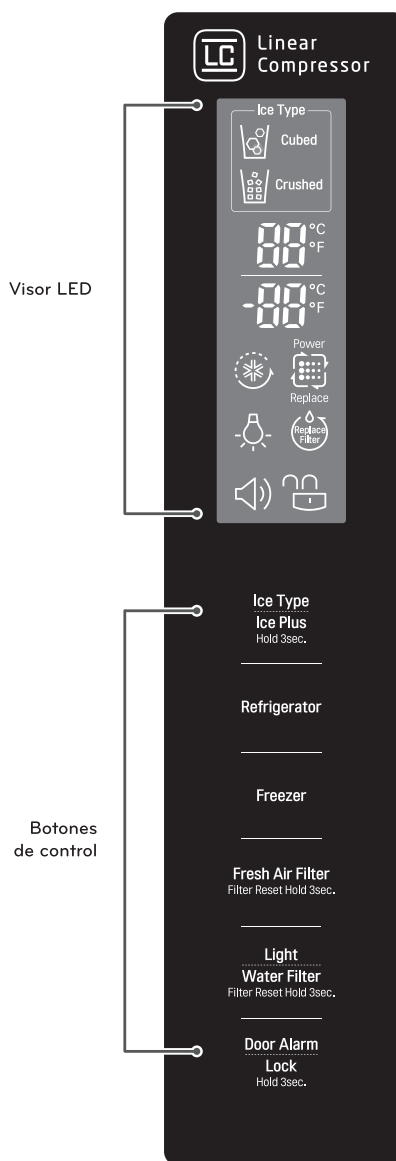 LC
Linear
Compressor
Ice Type
Cubed
Crushed
88 °C
°F
-88 °C
°F
Power
Replace
Replace
Filter
Visor LED
Ice Type
Ice Plus
Hold 3sec.
Refrigerator
Freezer
Botones
de control
Fresh Air Filter
Filter Reset Hold 3sec.
Light
Water Filter
Filter Reset Hold 3sec.
Door Alarm
Lock
Hold 3sec.